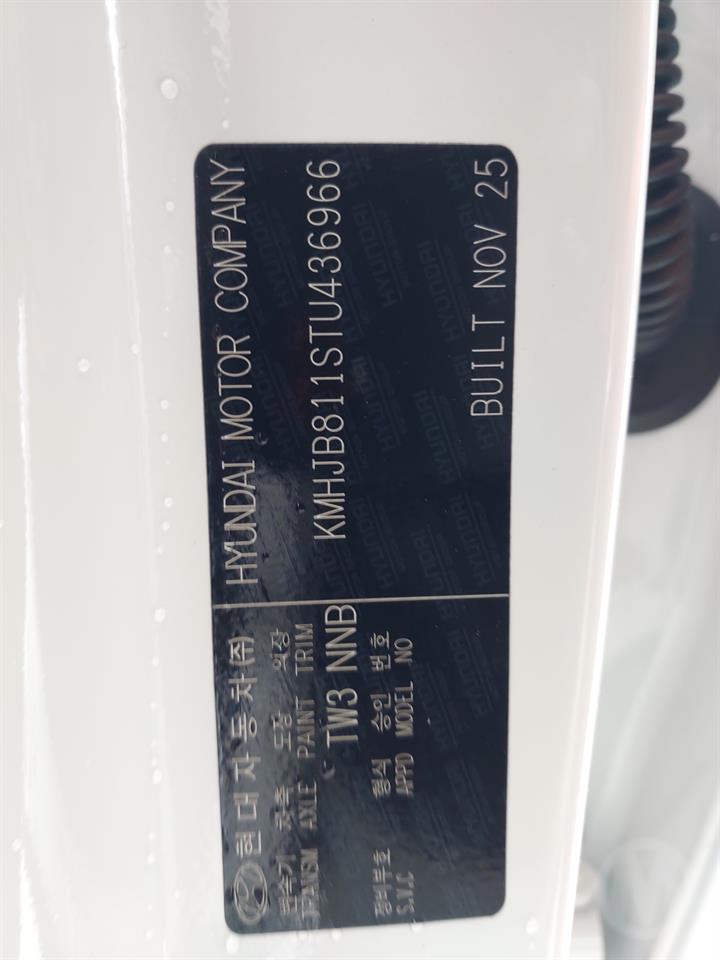 현대자동차(주) HYUNDAI MOTOR COMPANY
변속기 차축 도장 의장
TRANSM AXLE PAINT TRIM
KMHJB811STU436966
TW3 NNB
정비부호 형식 승인 번호
S.V.C APPD MODEL NO
BUILT NOV 25